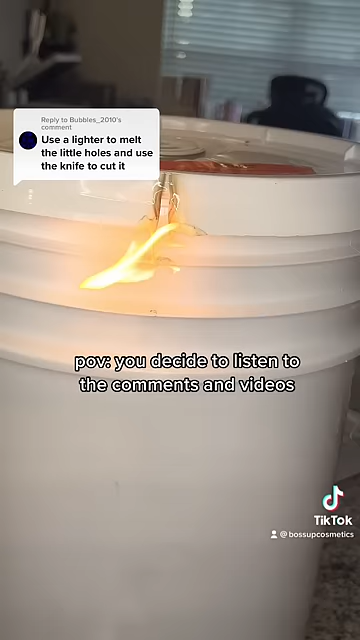 Reply to Bubbles_2010's
comment
Use a lighter to melt
the little holes and use
the knife to cut it
pov: you decide to listen to
the comments and videos
TikTok
@bossupcosmetics